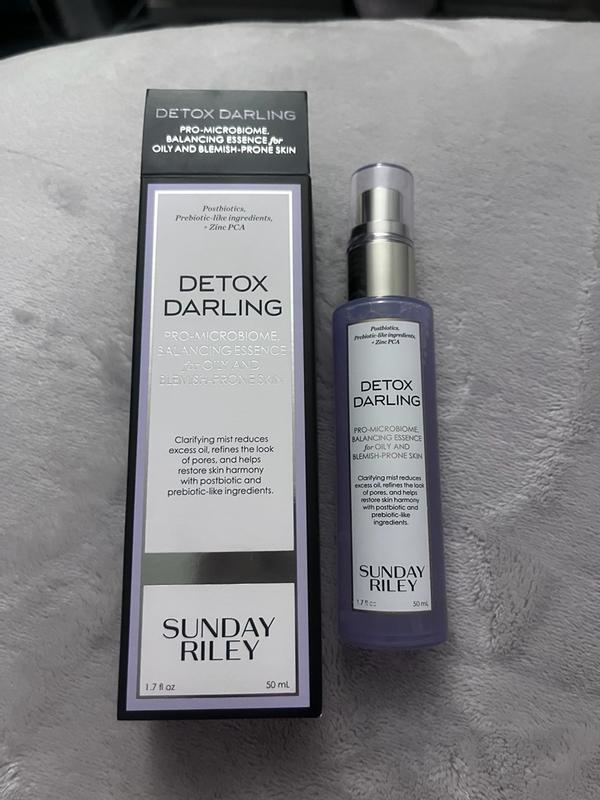 DETOX DARLING
PRO-MICROBIOME,
BALANCING ESSENCE for
OILY AND BLEMISH-PRONE SKIN
Postbiotics,
Prebiotic-like ingredients,
+ Zinc PCA
DETOX
DARLING
PRO-MICROBIOME,
BALANCING ESSENCE
for OILY AND
BLEMISH-PRONE SKIN
Clarifying mist reduces
excess oil, refines the look
of pores, and helps
restore skin harmony
with postbiotic and
prebiotic-like ingredients.
SUNDAY
RILEY
1.7 fl oz
50 mL
Postbiotics,
Prebiotic-like ingredients,
+ Zinc PCA
DETOX
DARLING
PRO-MICROBIOME,
BALANCING ESSENCE
for OILY AND
BLEMISH-PRONE SKIN
Clarifying mist reduces
excess oil, refines the look
of pores, and helps
restore skin harmony
with postbiotic and
prebiotic-like
ingredients.
SUNDAY
RILEY
1.7 fl oz
50 mL